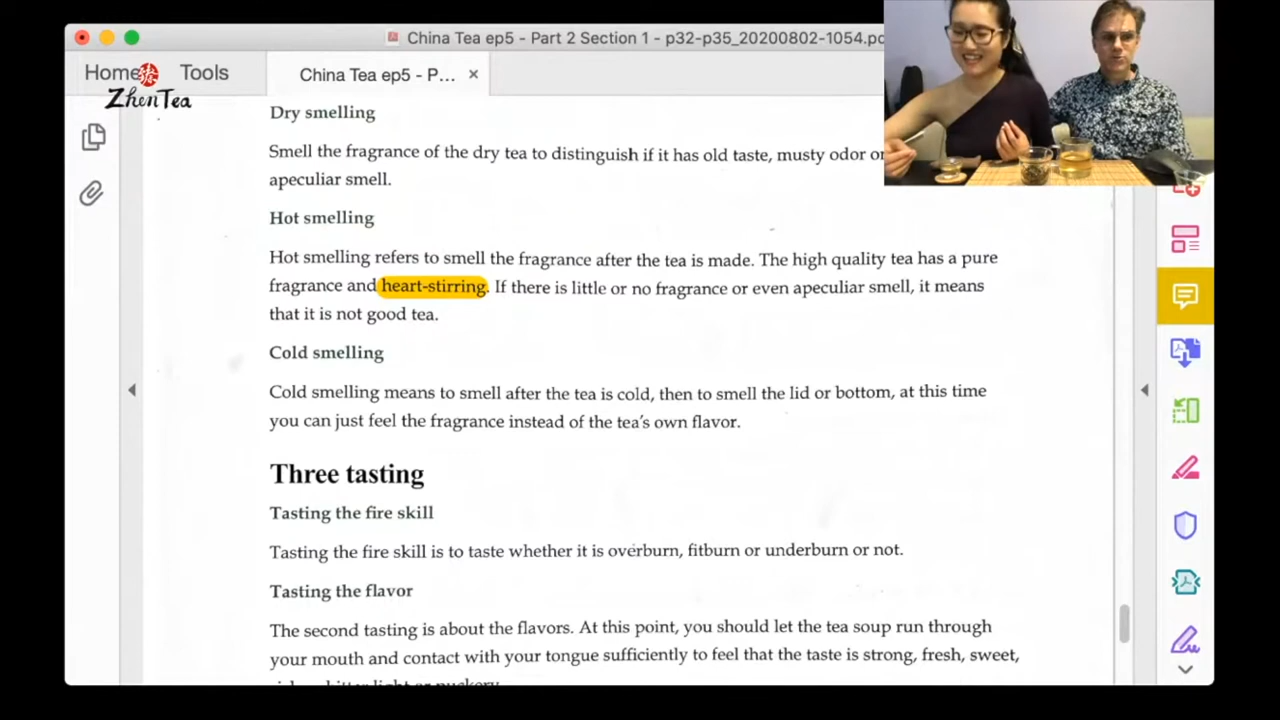 China Tea ep5 - Part 2 Section 1 - p32-p35_20200802-1054.pd
Home
Tools
China Tea ep5 - P...
臻
ZhenTea
Dry smelling
Smell the fragrance of the dry tea to distinguish if it has old taste, musty odor or
apeculiar smell.
Hot smelling
Hot smelling refers to smell the fragrance after the tea is made. The high quality tea has a pure
fragrance and heart-stirring. If there is little or no fragrance or even apeculiar smell, it means
that it is not good tea.
Cold smelling
Cold smelling means to smell after the tea is cold, then to smell the lid or bottom, at this time
you can just feel the fragrance instead of the tea's own flavor.
Three tasting
Tasting the fire skill
Tasting the fire skill is to taste whether it is overburn, fitburn or underburn or not.
Tasting the flavor
The second tasting is about the flavors. At this point, you should let the tea soup run through
your mouth and contact with your tongue sufficiently to feel that the taste is strong, fresh, sweet,